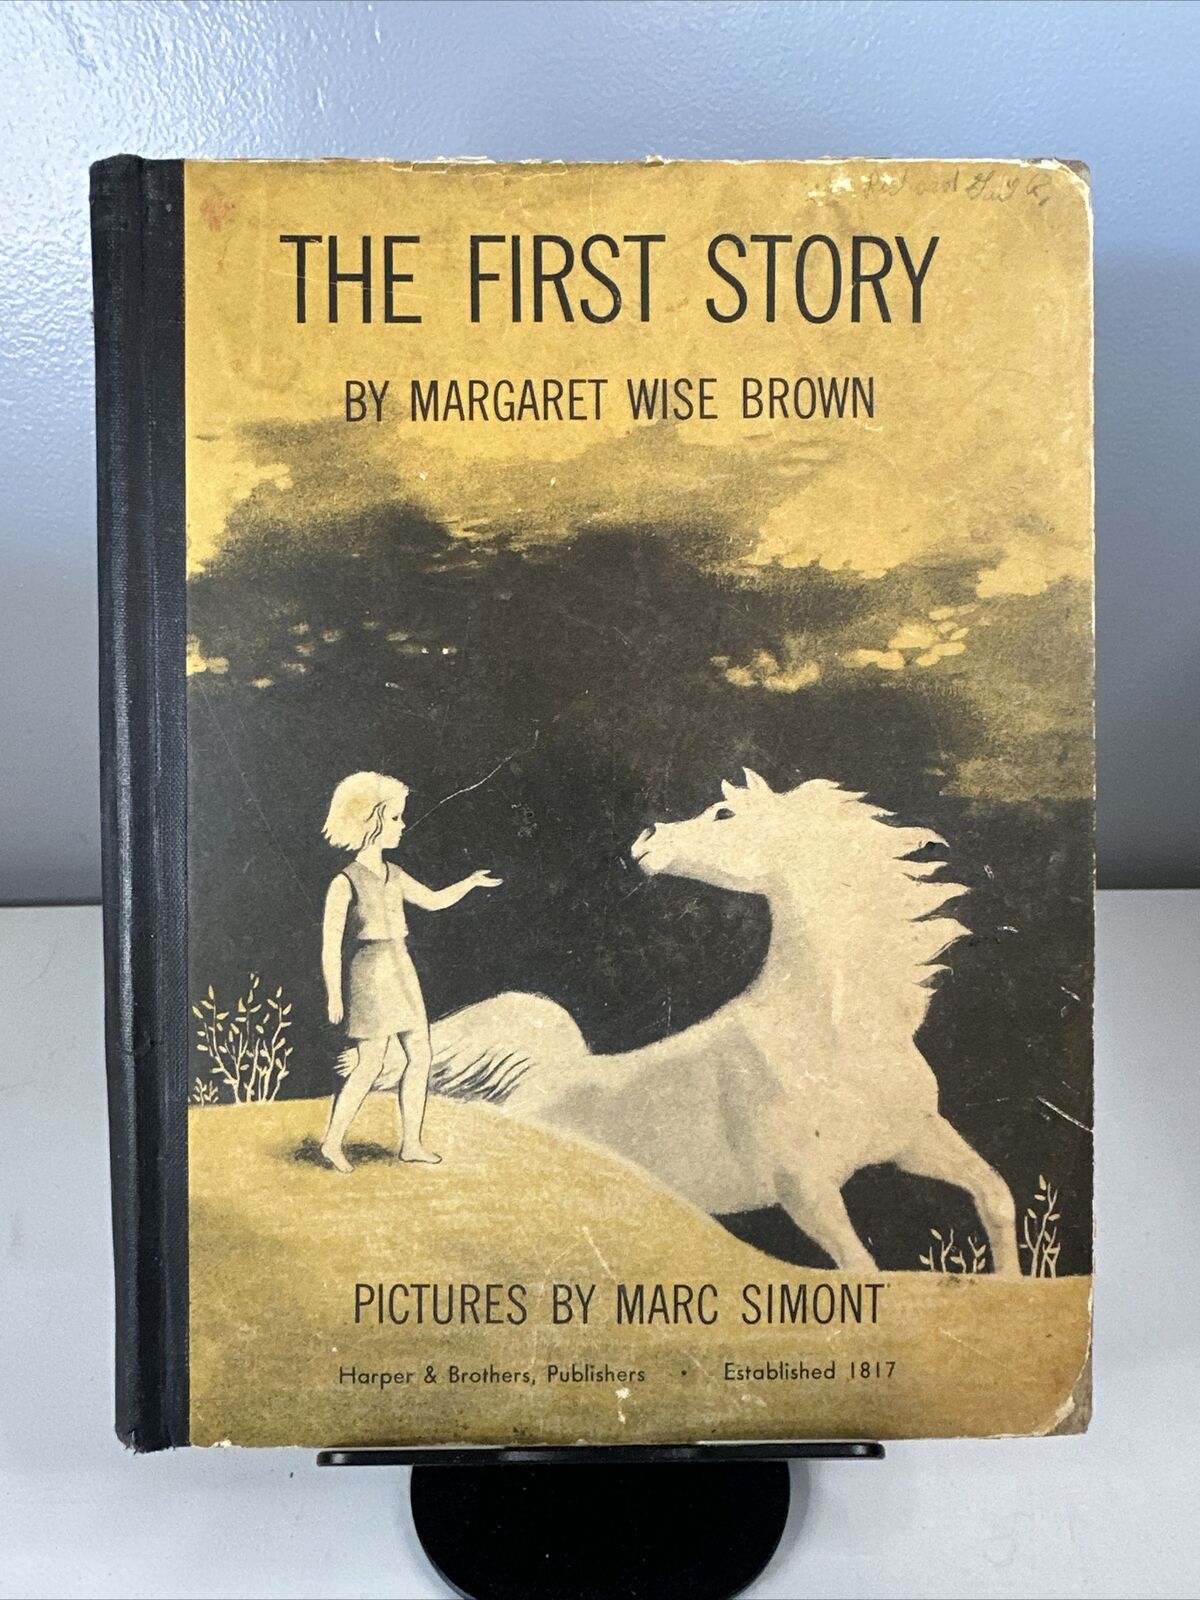 THE FIRST STORY
BY MARGARET WISE BROWN
PICTURES BY MARC SIMONT
Harper & Brothers, Publishers • Established 1817